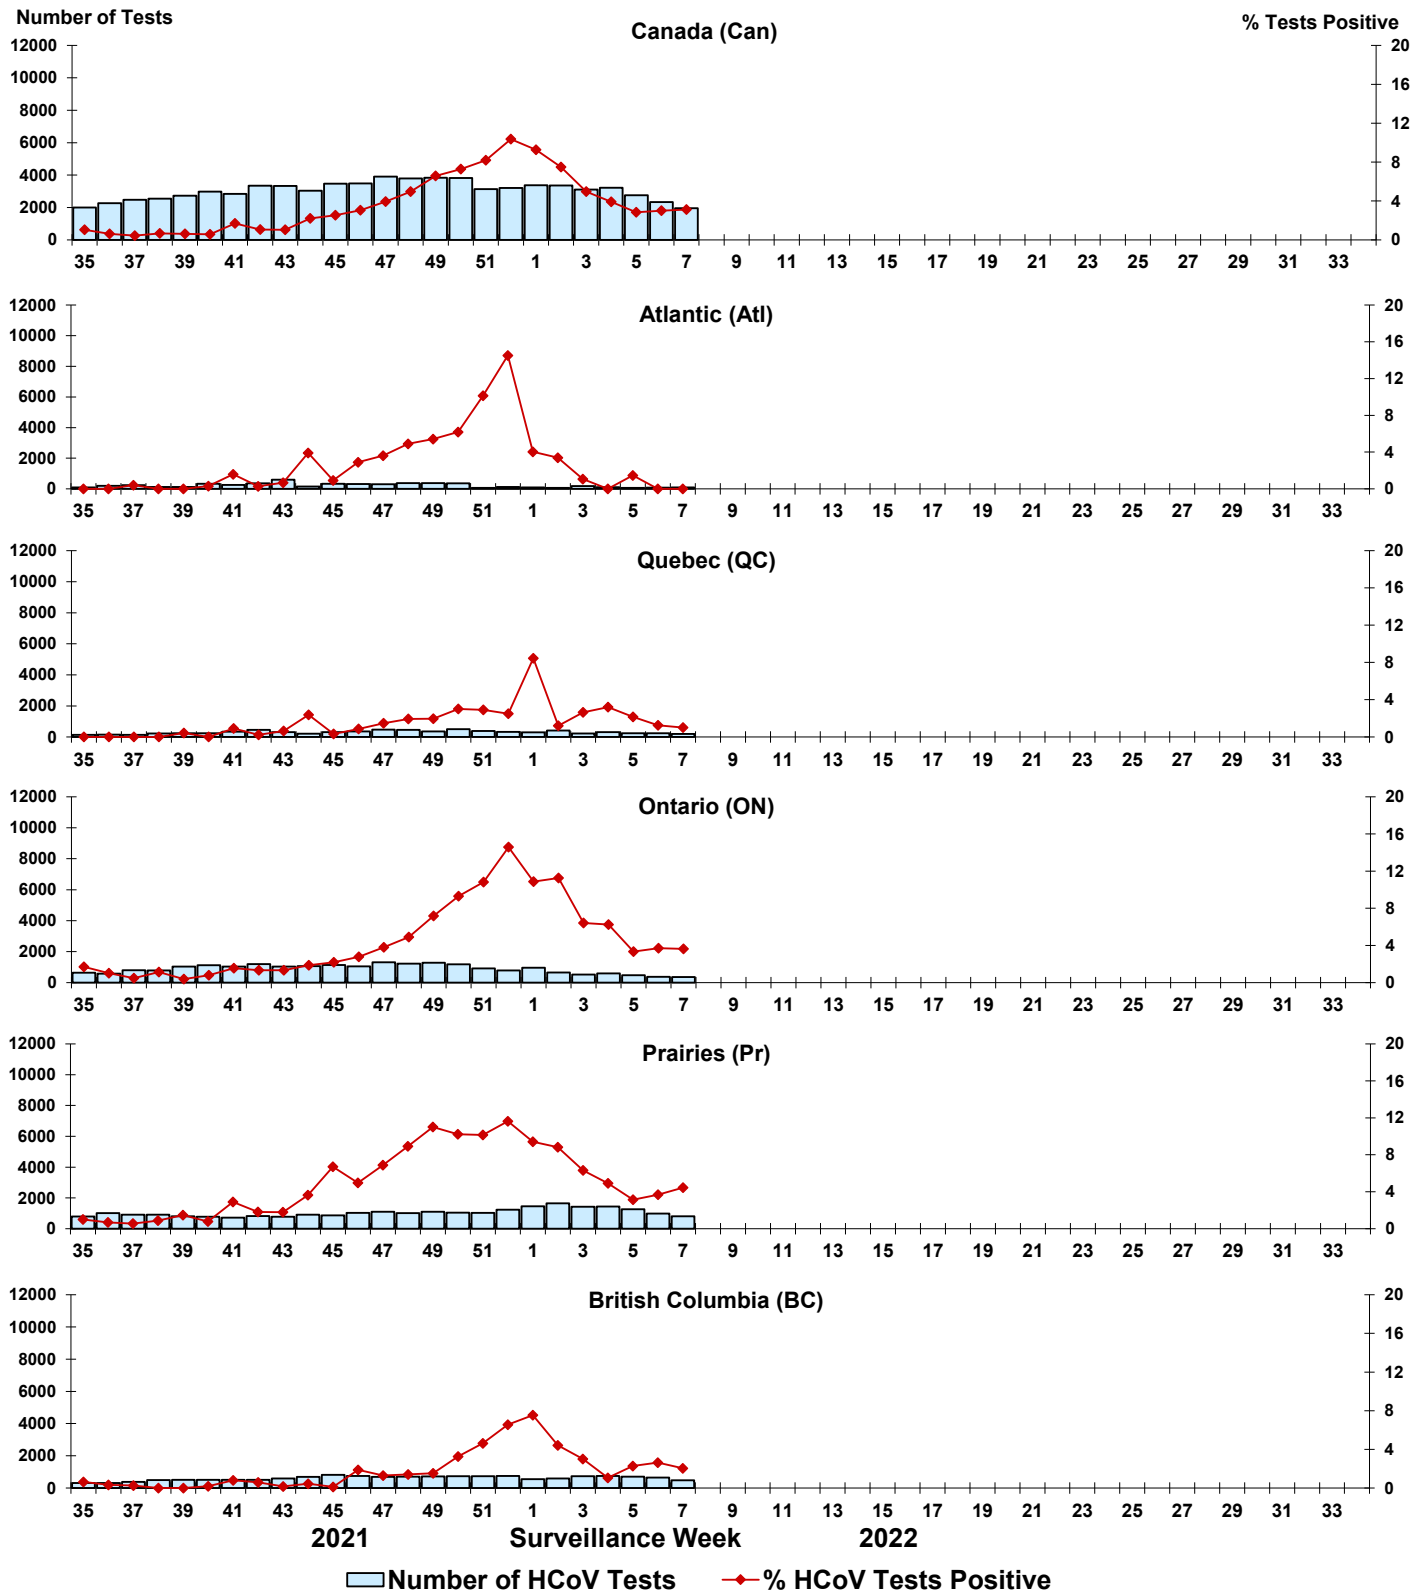 Number of Tests
% Tests Positive
Canada (Can)
12000 10000 8000 6000 4000 2000 0
20 16 12 8 4 0
35 37 39 41 43 45 47 49 51 1 3 5 7 9 11 13 15 17 19 21 23 25 27 29 31 33
Atlantic (Atl)
12000 10000 8000 6000 4000 2000 0
20 16 12 8 4 0
35 37 39 41 43 45 47 49 51 1 3 5 7 9 11 13 15 17 19 21 23 25 27 29 31 33
Quebec (QC)
12000 10000 8000 6000 4000 2000 0
20 16 12 8 4 0
35 37 39 41 43 45 47 49 51 1 3 5 7 9 11 13 15 17 19 21 23 25 27 29 31 33
Ontario (ON)
12000 10000 8000 6000 4000 2000 0
20 16 12 8 4 0
35 37 39 41 43 45 47 49 51 1 3 5 7 9 11 13 15 17 19 21 23 25 27 29 31 33
Prairies (Pr)
12000 10000 8000 6000 4000 2000 0
20 16 12 8 4 0
35 37 39 41 43 45 47 49 51 1 3 5 7 9 11 13 15 17 19 21 23 25 27 29 31 33
British Columbia (BC)
12000 10000 8000 6000 4000 2000 0
20 16 12 8 4 0
35 37 39 41 43 45 47 49 51 1 3 5 7 9 11 13 15 17 19 21 23 25 27 29 31 33
2021 Surveillance Week 2022
Number of HCoV Tests % HCoV Tests Positive